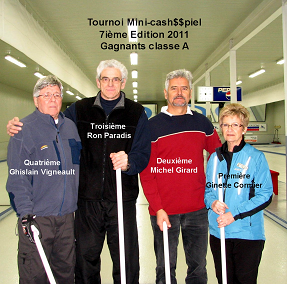 Tournoi Mini-cash$$piel
7ième Edition 2011
Gagnants classe A
PEPSI
Troisième
Ron Paradis
Quatrième
Ghislain Vigneault
Deuxième
Michel Girard
Première
Ginette Cormier